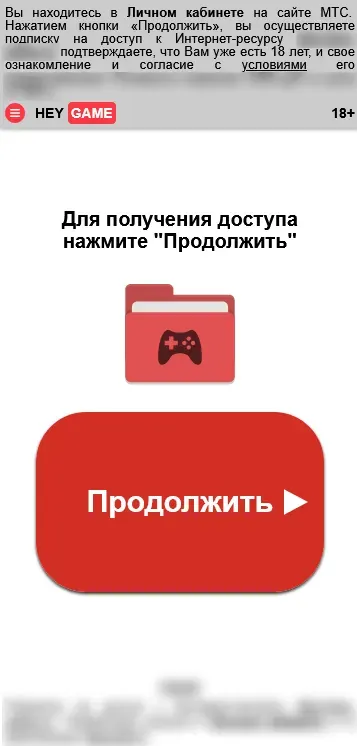 Вы находитесь в Личном кабинете на сайте МТС.
Нажатием кнопки «Продолжить», вы осуществляете
подписку на доступ к Интернет-ресурсу
подтверждаете, что Вам уже есть 18 лет, и свое
ознакомление и согласие с условиями его
HEY GAME 18+
Для получения доступа
нажмите "Продолжить"
Продолжить